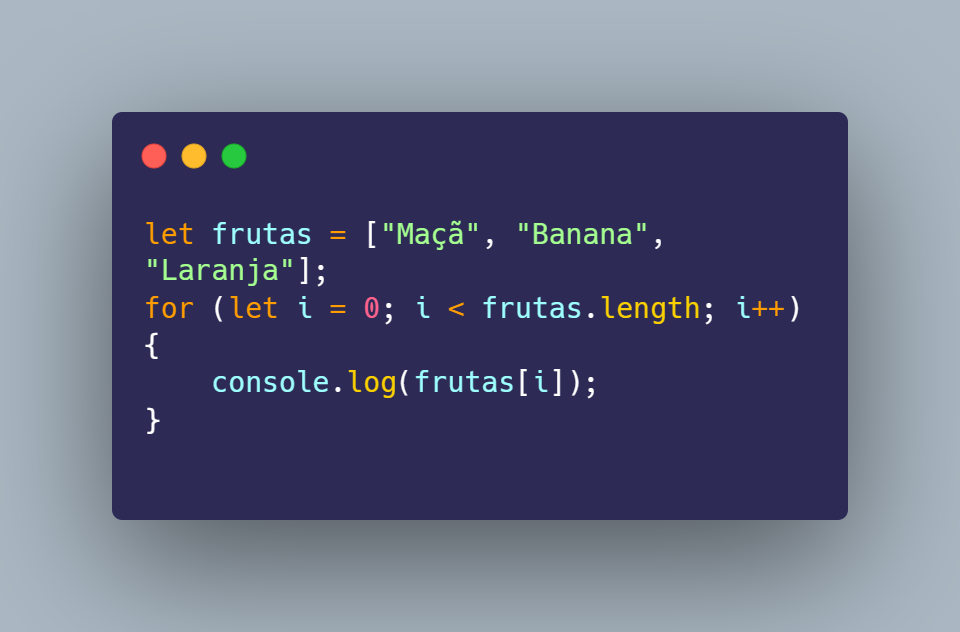 let frutas = ["Maçã", "Banana",
"Laranja"];
for (let i = 0; i < frutas.length; i++)
{
    console.log(frutas[i]);
}